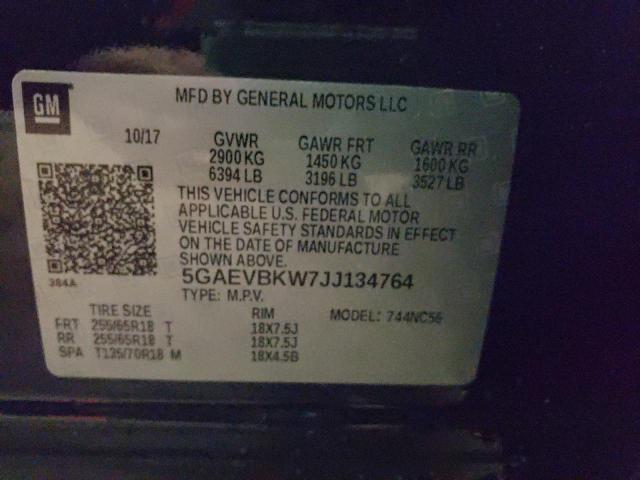 GM
MFD BY GENERAL MOTORS LLC
10/17 GVWR GAWR FRT GAWR RR
2900 KG 1450 KG 1600 KG
6394 LB 3196 LB 3527 LB
THIS VEHICLE CONFORMS TO ALL
APPLICABLE U.S. FEDERAL MOTOR
VEHICLE SAFETY STANDARDS IN EFFECT
ON THE DATE OF MANUFACTURE
SHOWN ABOVE.
384A
5GAEVBKW7JJ134764
TYPE: M.P.V.
TIRE SIZE RIM MODEL: 744NC56
FRT 255/65R18 T 18X7.5J
RR 255/65R18 T 18X7.5J
SPA T135/70R18 M 18X4.5B